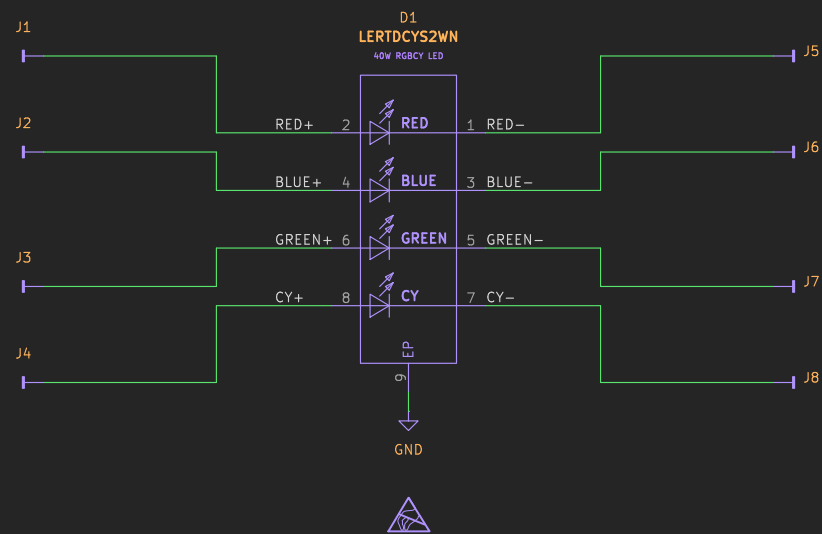 J1
D1
LERTDCYS2WN
40W RGBCY LED
J5
J2
RED+ 2 RED 1 RED-
J6
BLUE+ 4 BLUE 3 BLUE-
GREEN+ 6 GREEN 5 GREEN-
J3
J7
CY+ 8 CY 7 CY-
J4
EP
9
J8
GND